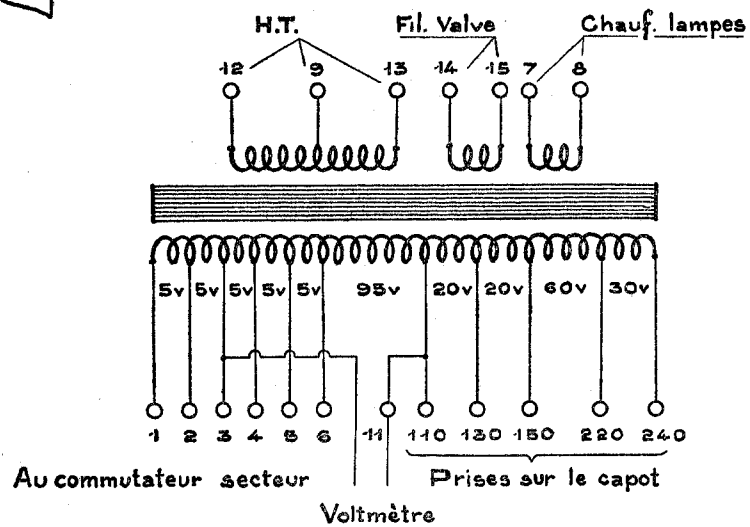 H.T. Fil. Valve Chauf. lampes
12 9 13 14 15 7 8
5v 5v 5v 5v 5v 95v 20v 20v 60v 30v
1 2 3 4 5 6 11 110 130 150 220 240
Au commutateur secteur Prises sur le capot
Voltmètre